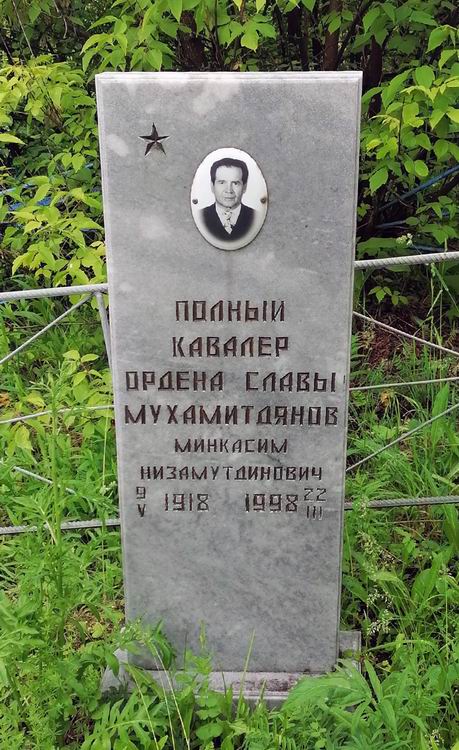 ПОЛНЫЙ
КАВАЛЕР
ОРДЕНА СЛАВЫ
МУХАМИТДЯНОВ
МИНКАСИМ
НИЗАМУТДИНОВИЧ
9 V 1918 1998 22 III